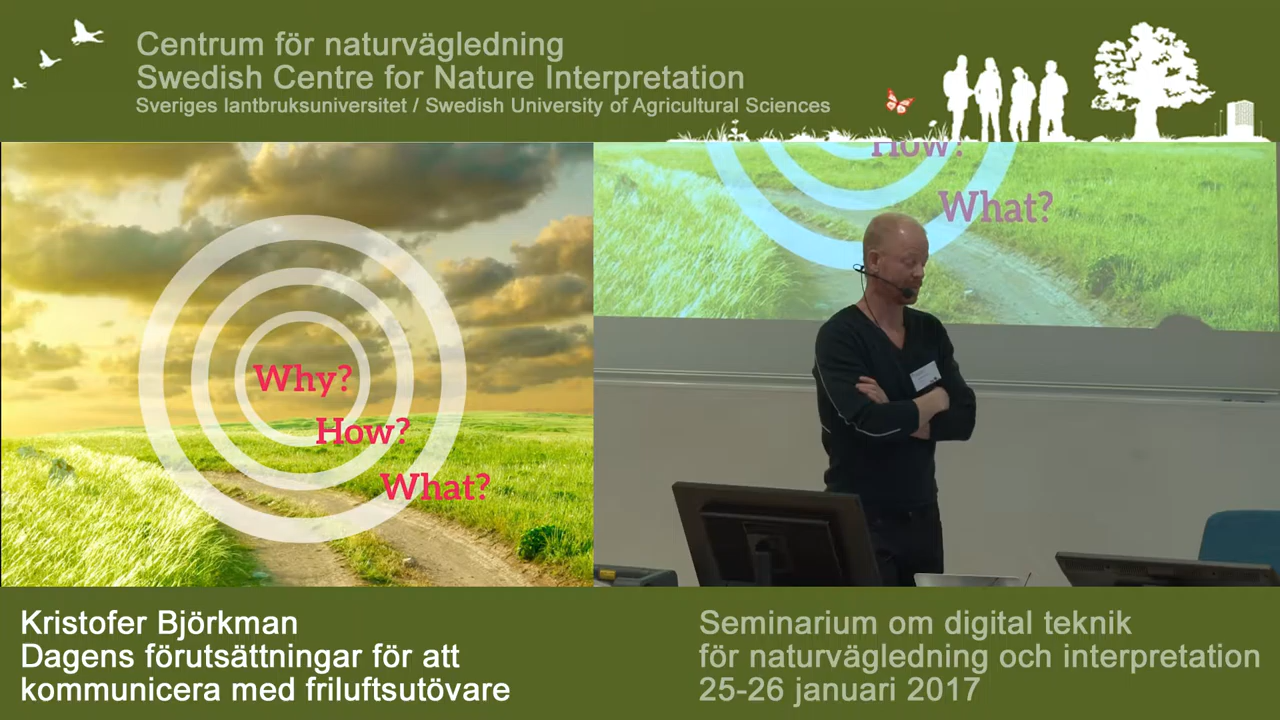 Centrum för naturvägledning
Swedish Centre for Nature Interpretation
Sveriges lantbruksuniversitet / Swedish University of Agricultural Sciences
Why?
How?
What?
How?
What?
Kristofer Björkman
Dagens förutsättningar för att
kommunicera med friluftsutövare
Seminarium om digital teknik
för naturvägledning och interpretation
25-26 januari 2017